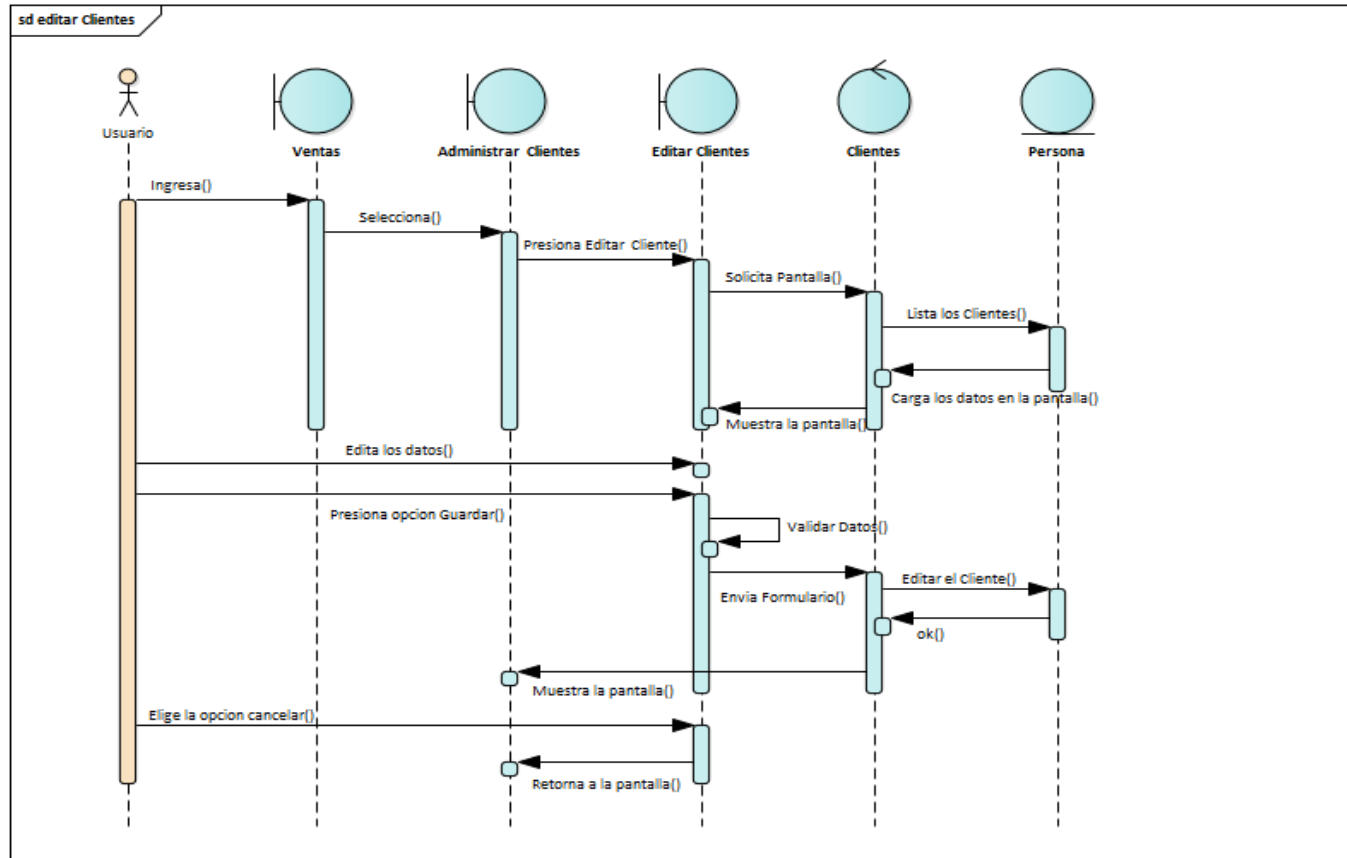 sd editar Clientes
Usuario
Ventas
Administrar Clientes
Editar Clientes
Clientes
Persona
Ingresa()
Selecciona()
Presiona Editar Cliente()
Solicita Pantalla()
Lista los Clientes()
Carga los datos en la pantalla()
Muestra la pantalla()
Edita los datos()
Presiona opcion Guardar()
Validar Datos()
Envia Formulario()
Editar el Cliente()
ok()
Muestra la pantalla()
Elige la opcion cancelar()
Retorna a la pantalla()